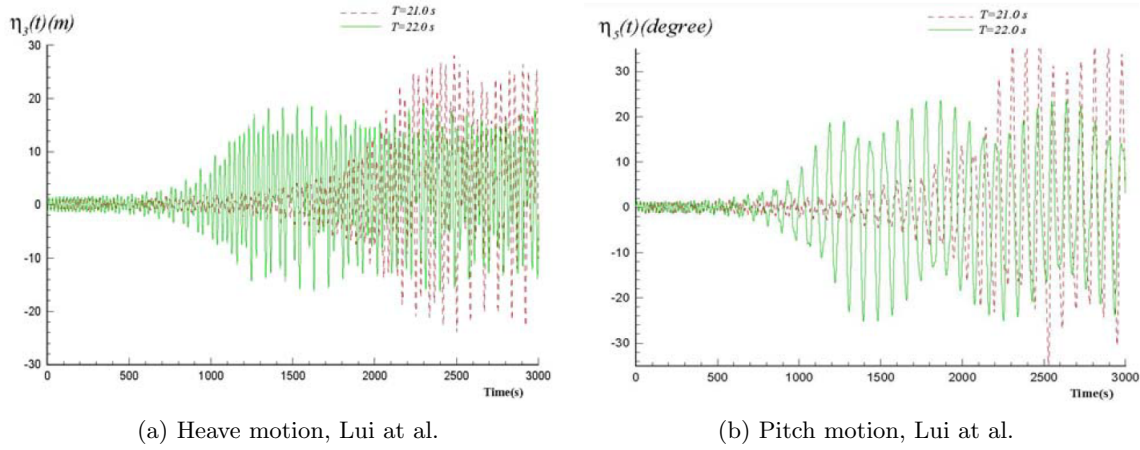 η₃(t)(m)
T=21.0 s
T=22.0 s
30
20
10
0
-10
-20
-30
0 500 1000 1500 2000 2500 3000
Time(s)
(a) Heave motion, Lui at al.
η₅(t)(degree)
T=21.0 s
T=22.0 s
30
20
10
0
-10
-20
-30
0 500 1000 1500 2000 2500 3000
Time(s)
(b) Pitch motion, Lui at al.